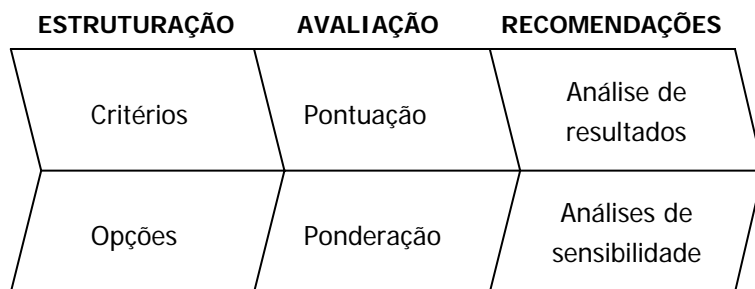 ESTRUTURAÇÃO AVALIAÇÃO RECOMENDAÇÕES
Critérios Pontuação Análise de
resultados
Opções Ponderação Análises de
sensibilidade